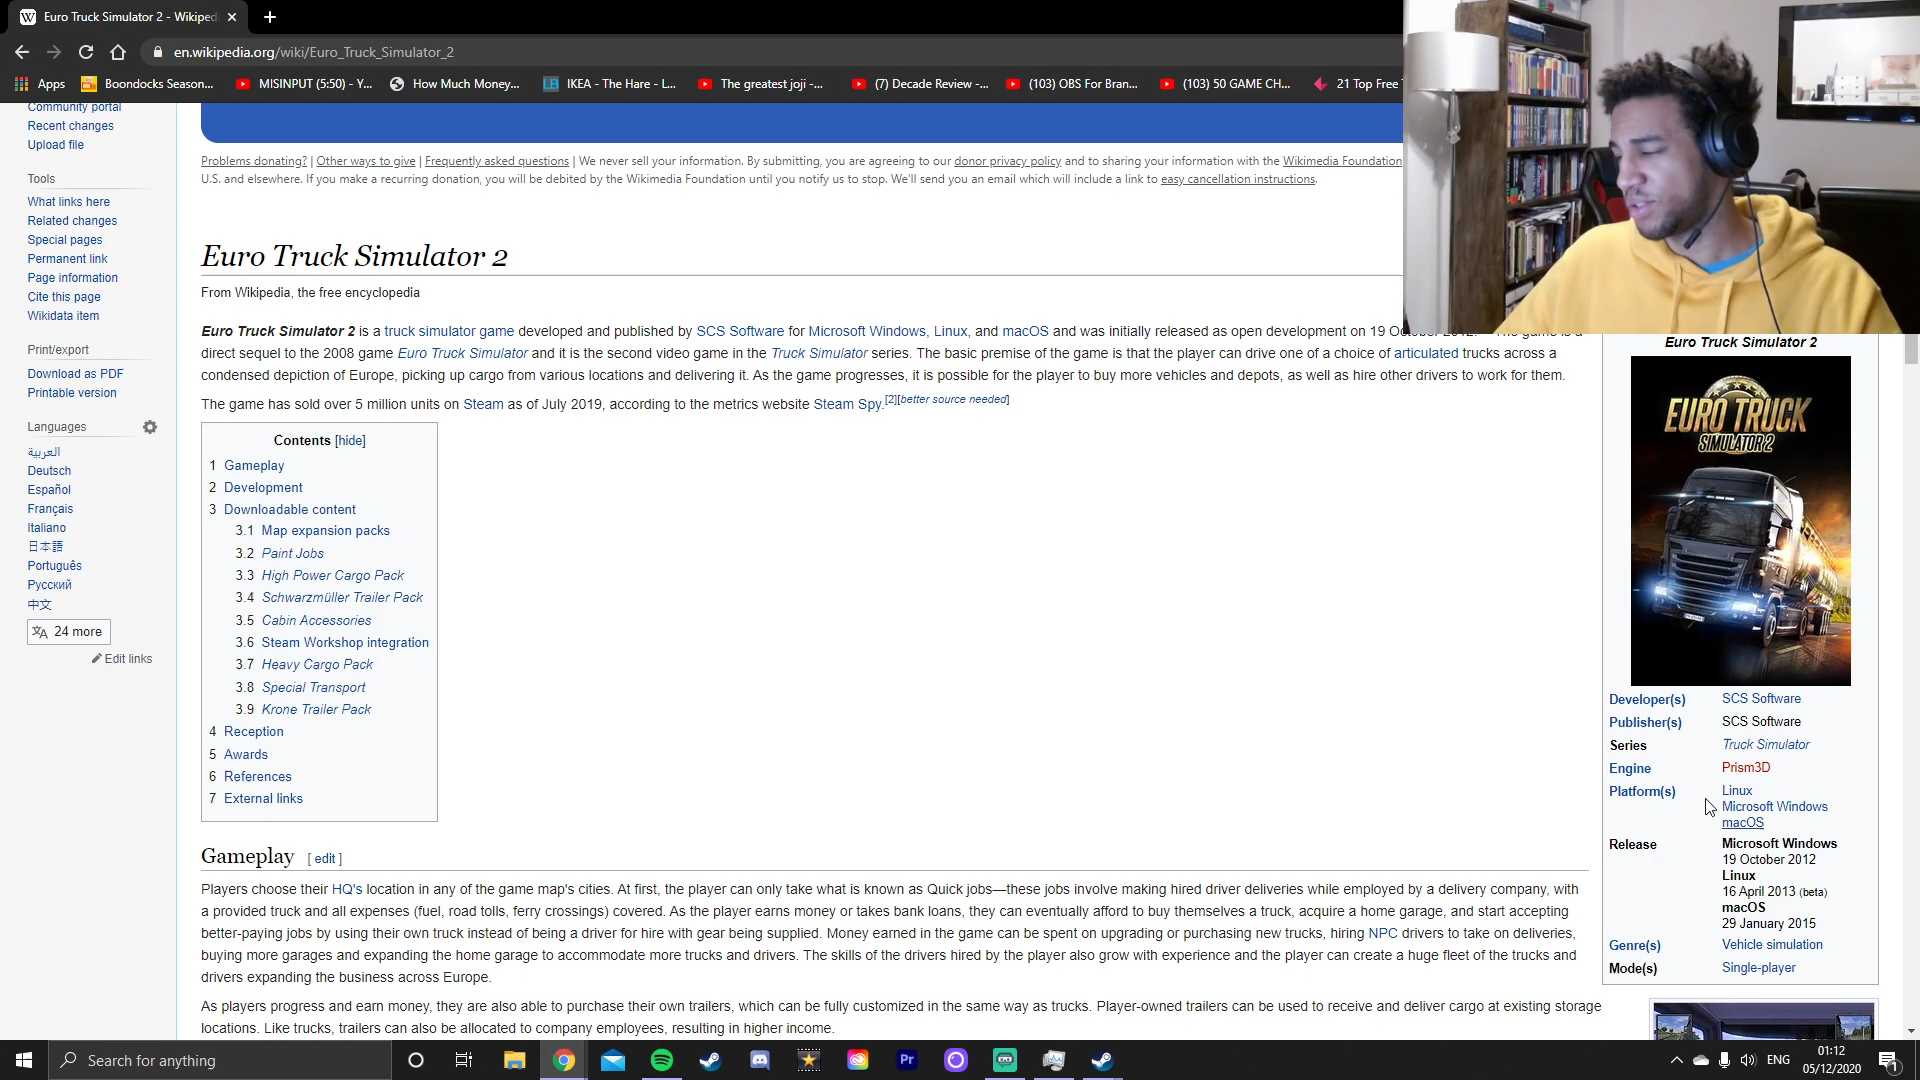 Euro Truck Simulator 2 - Wikiped
en.wikipedia.org/wiki/Euro_Truck_Simulator_2
Apps
Boondocks Season...
MISINPUT (5:50) - Y...
How Much Money...
IKEA - The Hare - L...
The greatest joji -...
(7) Decade Review -...
(103) OBS For Bran...
(103) 50 GAME CH...
21 Top Free
Community portal
Recent changes
Upload file
Tools
What links here
Related changes
Special pages
Permanent link
Page information
Cite this page
Wikidata item
Print/export
Download as PDF
Printable version
Languages
العربية
Deutsch
Español
Français
Italiano
日本語
Português
Русский
中文
24 more
Edit links
Problems donating? | Other ways to give | Frequently asked questions | We never sell your information. By submitting, you are agreeing to our donor privacy policy and to sharing your information with the Wikimedia Foundation
U.S. and elsewhere. If you make a recurring donation, you will be debited by the Wikimedia Foundation until you notify us to stop. We'll send you an email which will include a link to easy cancellation instructions.
Euro Truck Simulator 2
From Wikipedia, the free encyclopedia
Euro Truck Simulator 2 is a truck simulator game developed and published by SCS Software for Microsoft Windows, Linux, and macOS and was initially released as open development on 19
direct sequel to the 2008 game Euro Truck Simulator and it is the second video game in the Truck Simulator series. The basic premise of the game is that the player can drive one of a choice of articulated trucks across a
condensed depiction of Europe, picking up cargo from various locations and delivering it. As the game progresses, it is possible for the player to buy more vehicles and depots, as well as hire other drivers to work for them.
The game has sold over 5 million units on Steam as of July 2019, according to the metrics website Steam Spy.[2][better source needed]
Contents [hide]
1 Gameplay
2 Development
3 Downloadable content
3.1 Map expansion packs
3.2 Paint Jobs
3.3 High Power Cargo Pack
3.4 Schwarzmüller Trailer Pack
3.5 Cabin Accessories
3.6 Steam Workshop integration
3.7 Heavy Cargo Pack
3.8 Special Transport
3.9 Krone Trailer Pack
4 Reception
5 Awards
6 References
7 External links
Gameplay [ edit ]
Players choose their HQ's location in any of the game map's cities. At first, the player can only take what is known as Quick jobs—these jobs involve making hired driver deliveries while employed by a delivery company, with
a provided truck and all expenses (fuel, road tolls, ferry crossings) covered. As the player earns money or takes bank loans, they can eventually afford to buy themselves a truck, acquire a home garage, and start accepting
better-paying jobs by using their own truck instead of being a driver for hire with gear being supplied. Money earned in the game can be spent on upgrading or purchasing new trucks, hiring NPC drivers to take on deliveries,
buying more garages and expanding the home garage to accommodate more trucks and drivers. The skills of the drivers hired by the player also grow with experience and the player can create a huge fleet of the trucks and
drivers expanding the business across Europe.
As players progress and earn money, they are also able to purchase their own trailers, which can be fully customized in the same way as trucks. Player-owned trailers can be used to receive and deliver cargo at existing storage
locations. Like trucks, trailers can also be allocated to company employees, resulting in higher income.
Euro Truck Simulator 2
EURO TRUCK
SIMULATOR 2
Developer(s) SCS Software
Publisher(s) SCS Software
Series Truck Simulator
Engine Prism3D
Platform(s) Linux
Microsoft Windows
macOS
Release Microsoft Windows
19 October 2012
Linux
16 April 2013 (beta)
macOS
29 January 2015
Genre(s) Vehicle simulation
Mode(s) Single-player
Search for anything
Pr
ENG
01:12
05/12/2020
1